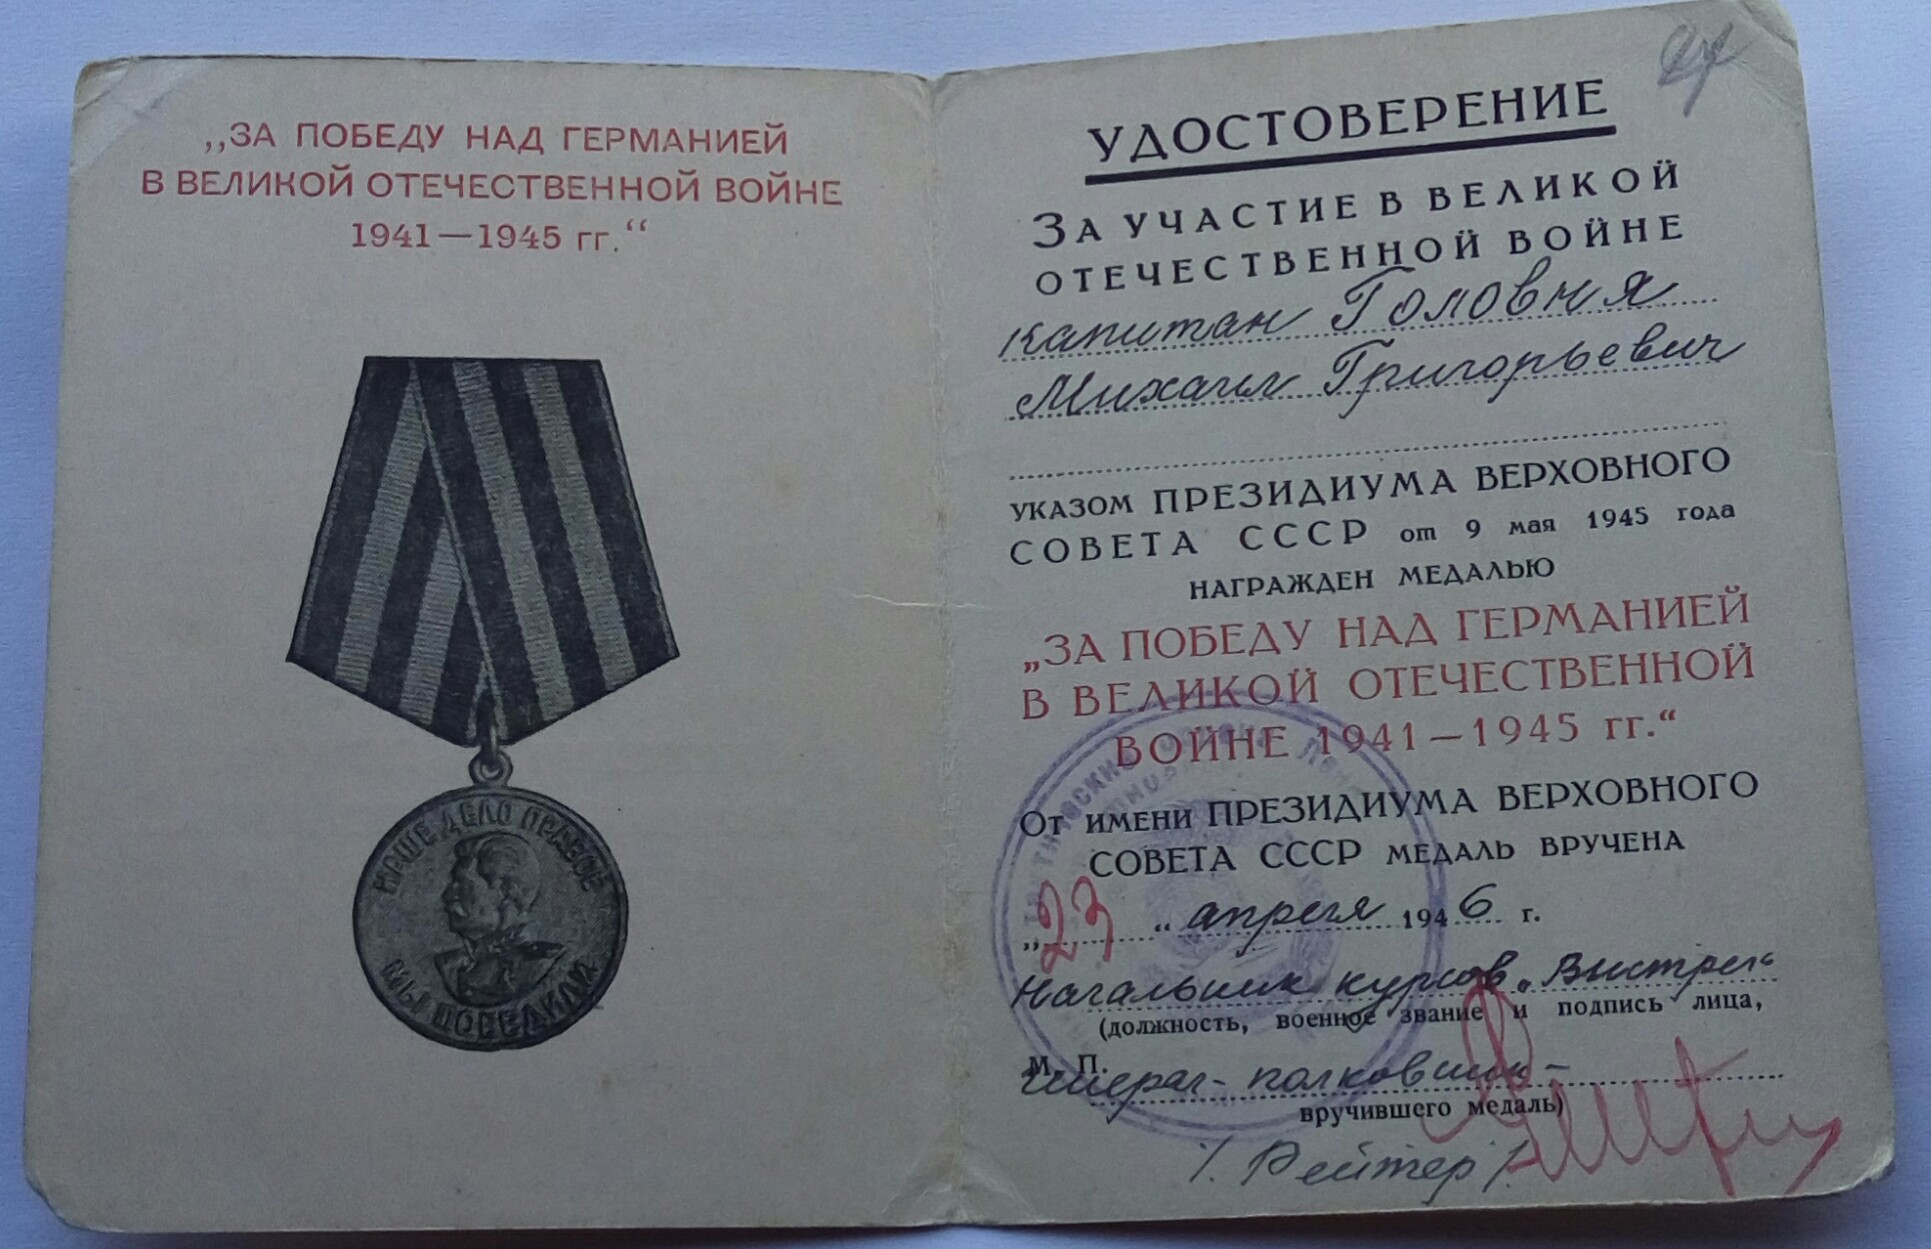 „ЗА ПОБЕДУ НАД ГЕРМАНИЕЙ
В ВЕЛИКОЙ ОТЕЧЕСТВЕННОЙ ВОЙНЕ
1941—1945 гг.“
НАШЕ ДЕЛО ПРАВОЕ
МЫ ПОБЕДИЛИ
УДОСТОВЕРЕНИЕ
ЗА УЧАСТИЕ В ВЕЛИКОЙ
ОТЕЧЕСТВЕННОЙ ВОЙНЕ
капитан Головня
Михаил Григорьевич
УКАЗОМ ПРЕЗИДИУМА ВЕРХОВНОГО
СОВЕТА СССР от 9 мая 1945 года
НАГРАЖДЕН МЕДАЛЬЮ
„ЗА ПОБЕДУ НАД ГЕРМАНИЕЙ
В ВЕЛИКОЙ ОТЕЧЕСТВЕННОЙ
ВОЙНЕ 1941—1945 гг.“
От ИМЕНИ ПРЕЗИДИУМА ВЕРХОВНОГО
СОВЕТА СССР МЕДАЛЬ ВРУЧЕНА
„23“ апреля 1946 г.
Начальник курсов „Выстрел“
(должность, военное звание и подпись лица,
М. П.
генерал-полковник-
вручившего медаль)
/. Рейтер /.